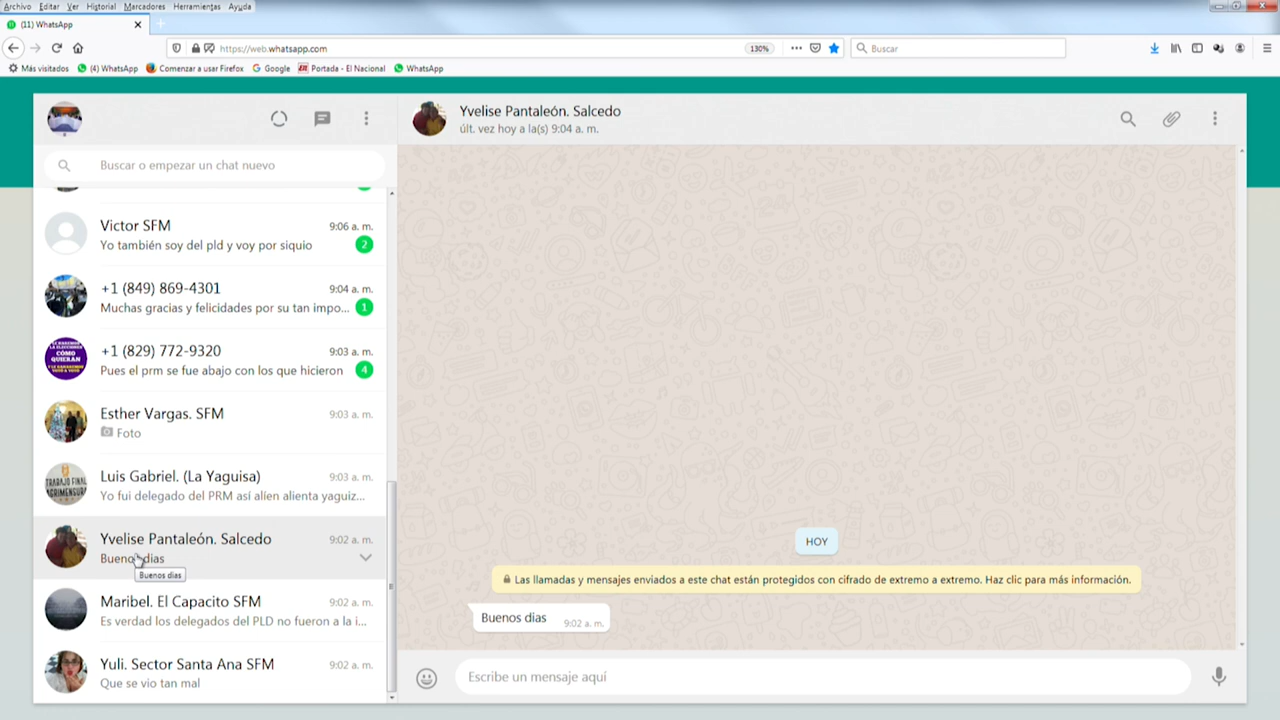 Archivo Editar Ver Historial Marcadores Herramientas Ayuda
(11) WhatsApp
https://web.whatsapp.com
130%
Buscar
Más visitados
(4) WhatsApp
Comenzar a usar Firefox
Google
Portada - El Nacional
WhatsApp
Buscar o empezar un chat nuevo
Victor SFM 9:06 a. m.
Yo también soy del pld y voy por siquio 2
+1 (849) 869-4301 9:04 a. m.
Muchas gracias y felicidades por su tan impo... 1
+1 (829) 772-9320 9:03 a. m.
Pues el prm se fue abajo con los que hicieron 4
LA ELECCIONES
CÓMO
QUIERAN
Esther Vargas. SFM 9:03 a. m.
Foto
Luis Gabriel. (La Yaguisa) 9:03 a. m.
Yo fui delegado del PRM así alíen alienta yaguiz...
TRABAJO FINAL
AGRIMENSURA
Yvelise Pantaleón. Salcedo 9:02 a. m.
Buenos dias
Buenos dias
Maribel. El Capacito SFM 9:02 a. m.
Es verdad los delegados del PLD no fueron a la i...
Yuli. Sector Santa Ana SFM 9:02 a. m.
Que se vio tan mal
Yvelise Pantaleón. Salcedo
últ. vez hoy a la(s) 9:04 a. m.
HOY
Las llamadas y mensajes enviados a este chat están protegidos con cifrado de extremo a extremo. Haz clic para más información.
Buenos dias 9:02 a. m.
Escribe un mensaje aquí